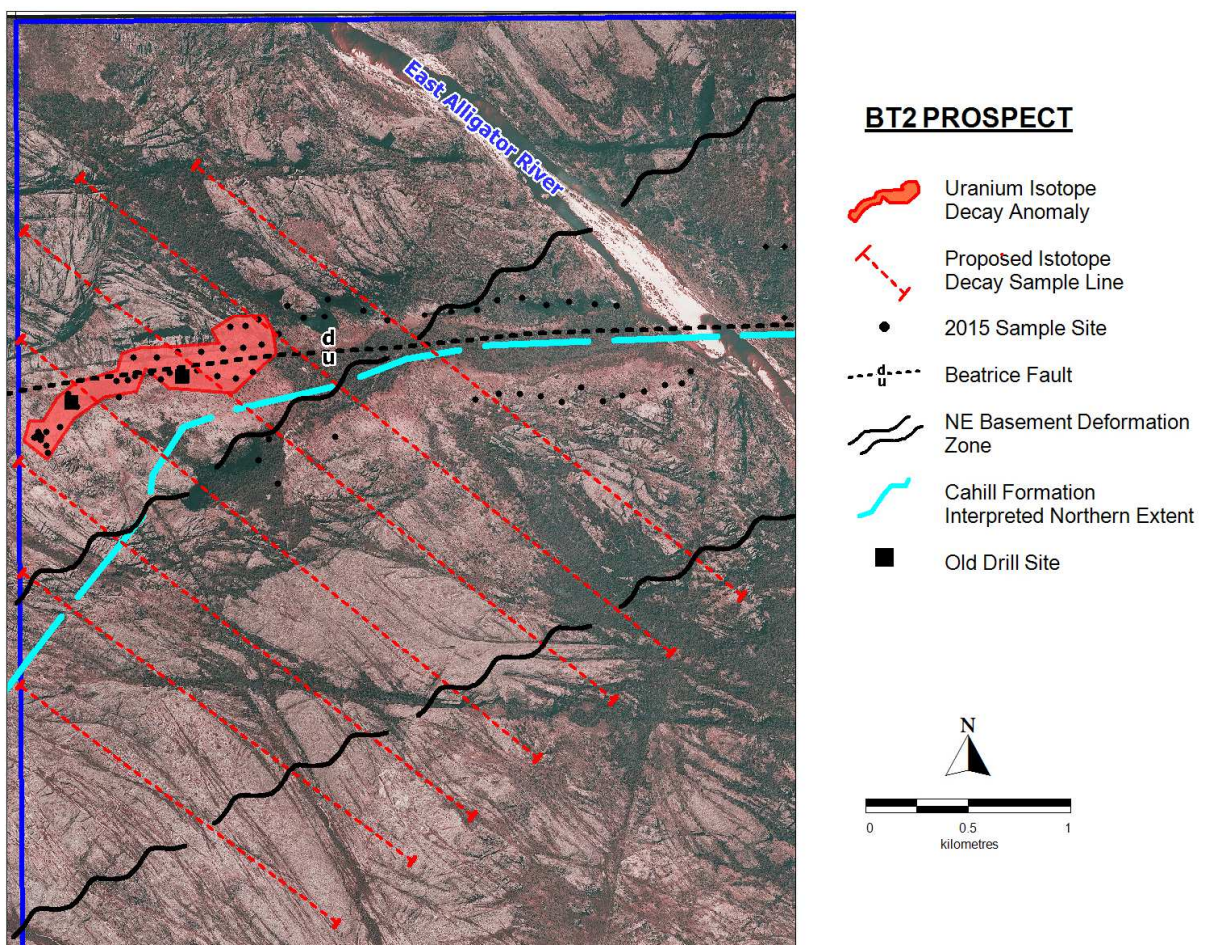 East Alligator River
d
u
BT2 PROSPECT
Uranium Isotope
Decay Anomaly
Proposed Istotope
Decay Sample Line
2015 Sample Site
d
u
Beatrice Fault
NE Basement Deformation
Zone
Cahill Formation
Interpreted Northern Extent
Old Drill Site
N
0 0.5 1
kilometres